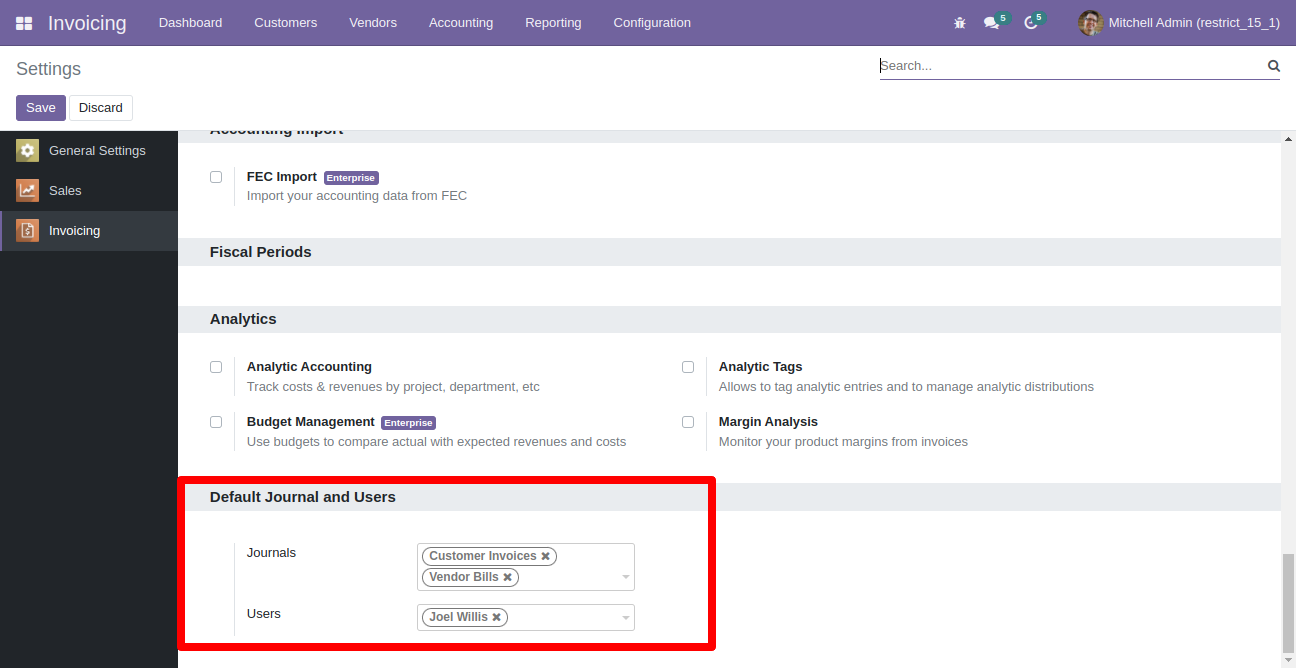 Invoicing Dashboard Customers Vendors Accounting Reporting Configuration 5 5 Mitchell Admin (restrict_15_1)
Settings Search...
Save Discard
General Settings
Sales
Invoicing
Accounting Import
FEC Import Enterprise
Import your accounting data from FEC
Fiscal Periods
Analytics
Analytic Accounting
Track costs & revenues by project, department, etc
Analytic Tags
Allows to tag analytic entries and to manage analytic distributions
Budget Management Enterprise
Use budgets to compare actual with expected revenues and costs
Margin Analysis
Monitor your product margins from invoices
Default Journal and Users
Journals Customer Invoices
Vendor Bills
Users Joel Willis